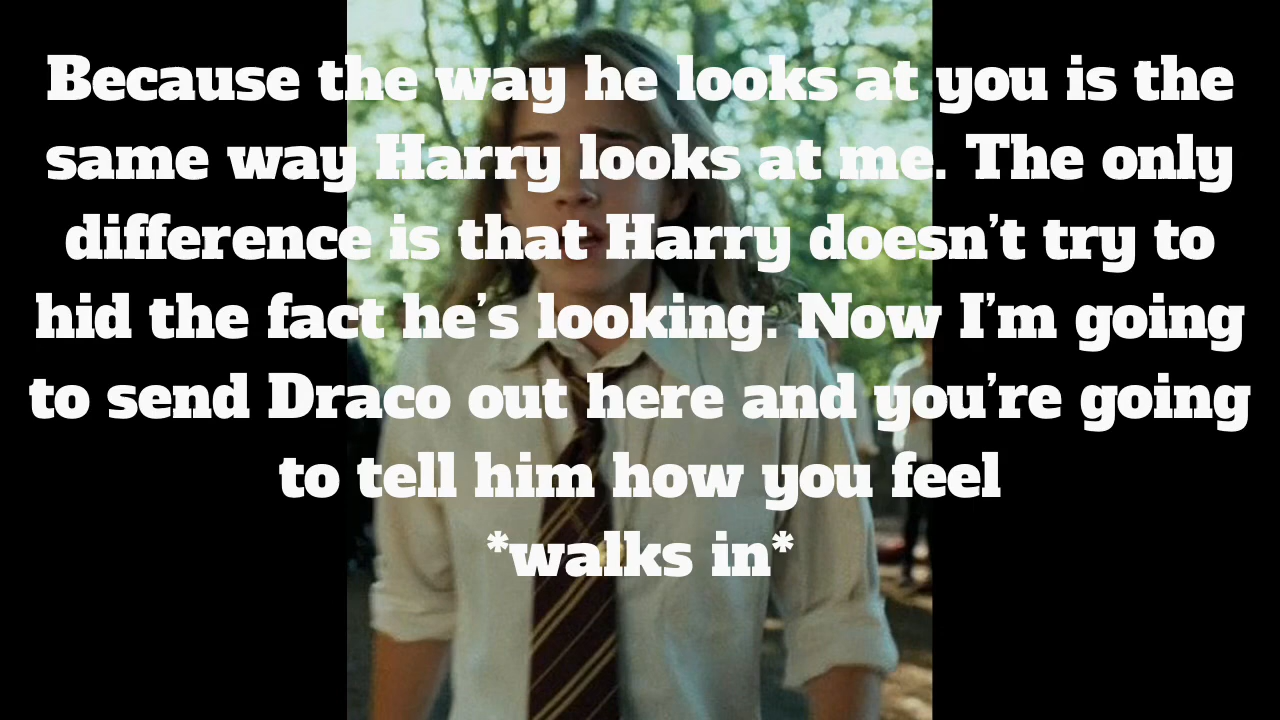 Because the way he looks at you is the
same way Harry looks at me. The only
difference is that Harry doesn’t try to
hid the fact he’s looking. Now I’m going
to send Draco out here and you’re going
to tell him how you feel
*walks in*